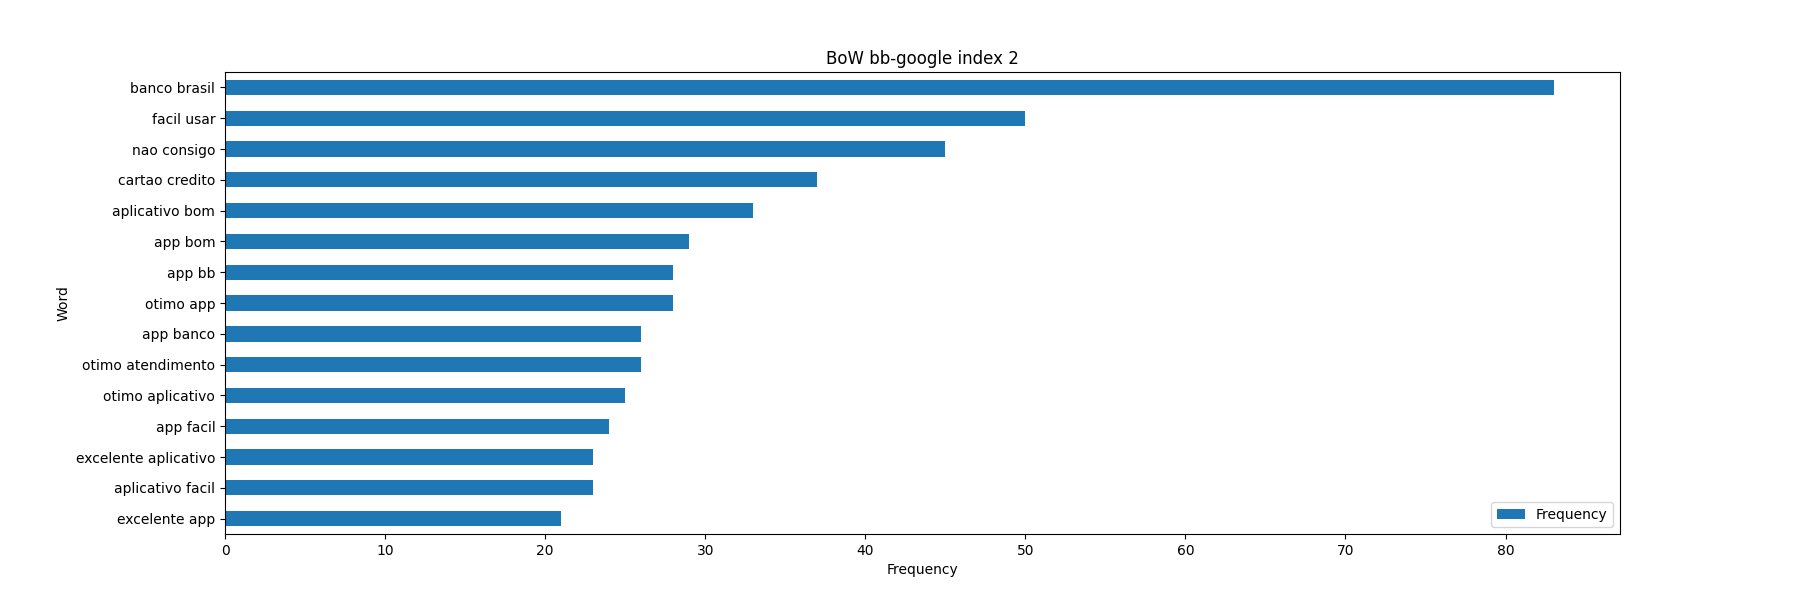 BoW bb-google index 2
banco brasil
facil usar
nao consigo
cartao credito
aplicativo bom
app bom
app bb
otimo app
app banco
otimo atendimento
otimo aplicativo
app facil
excelente aplicativo
aplicativo facil
excelente app
Word
Frequency
0 10 20 30 40 50 60 70 80
Frequency